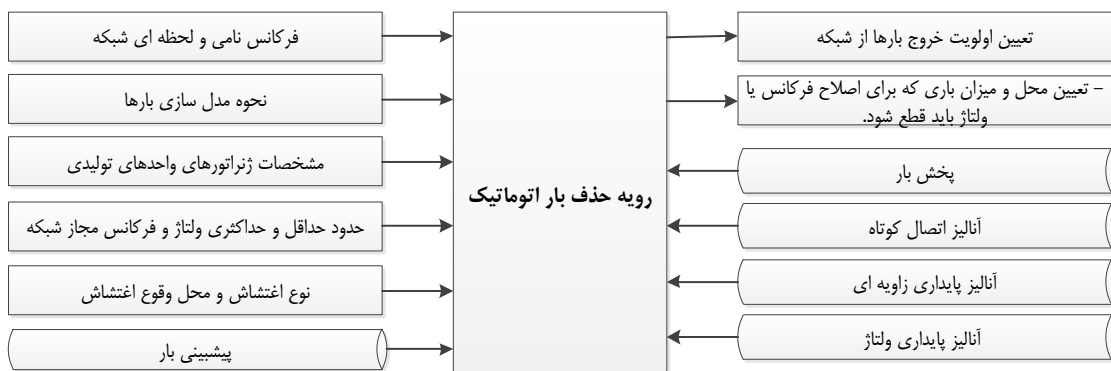 فرکانس نامی و لحظه ای شبکه
نحوه مدل سازی بارها
مشخصات ژنراتورهای واحدهای تولیدی
حدود حداقل و حداکثری ولتاژ و فرکانس مجاز شبکه
نوع اغتشاش و محل وقوع اغتشاش
پیشبینی بار
رویه حذف بار اتوماتیک
تعیین اولویت خروج بارها از شبکه
– تعیین محل و میزان باری که برای اصلاح فرکانس یا
ولتاژ باید قطع شود.
پخش بار
آنالیز اتصال کوتاه
آنالیز پایداری زاویه ای
آنالیز پایداری ولتاژ